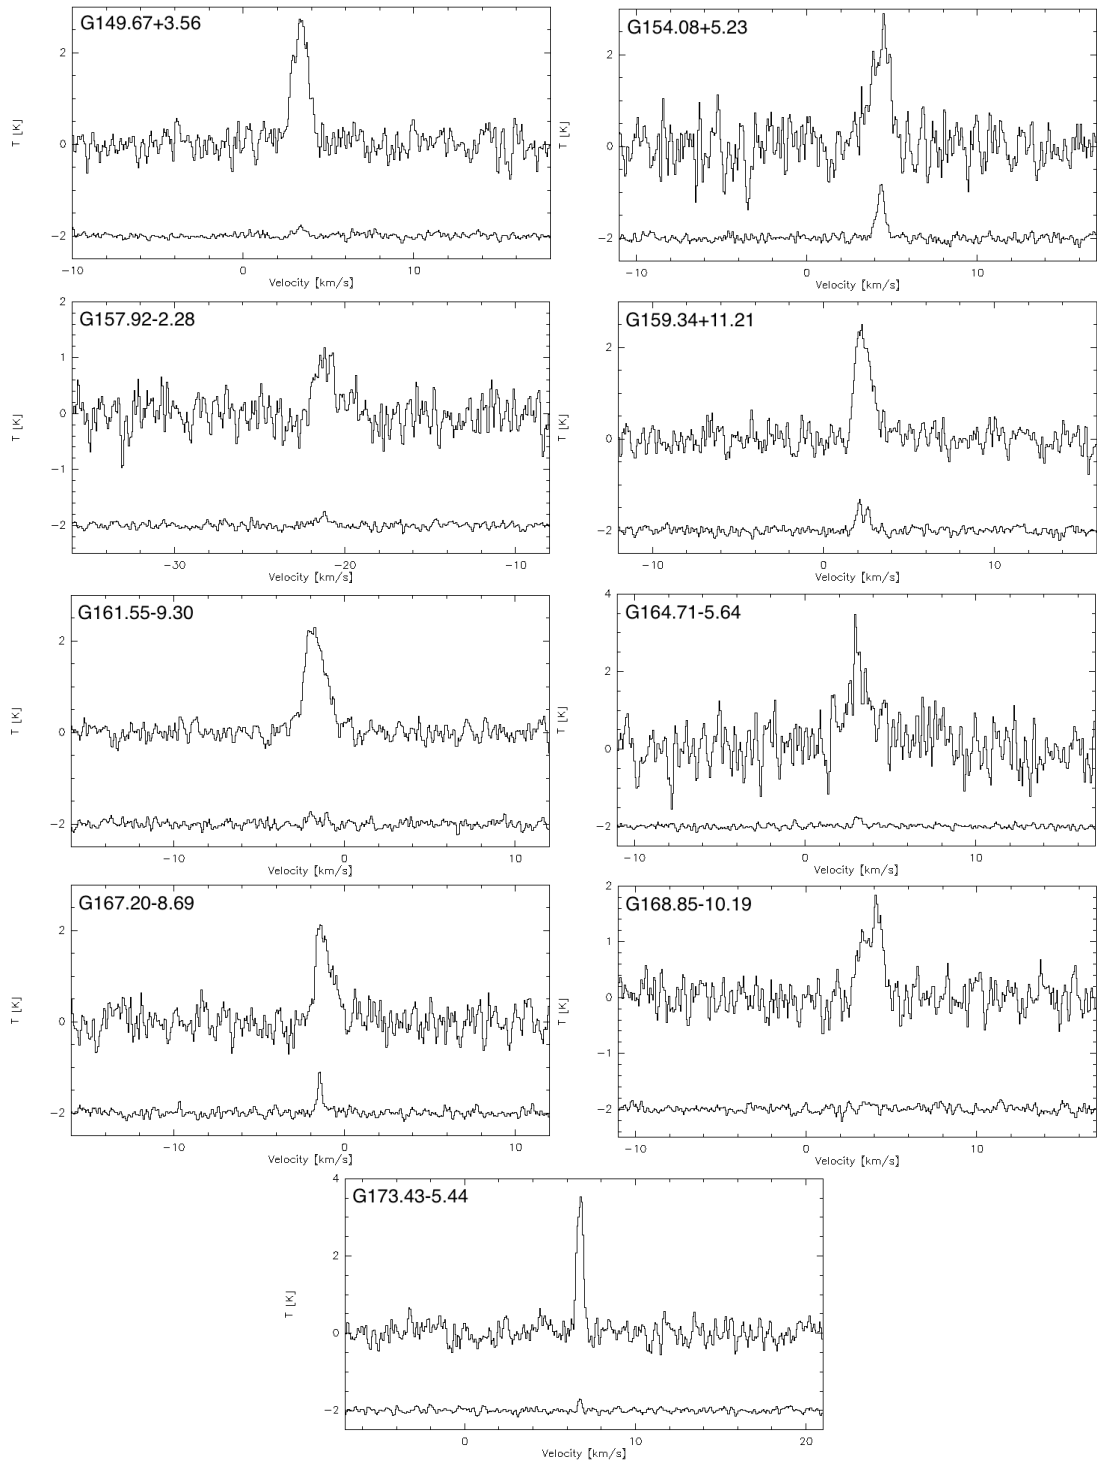 G149.67+3.56
T [K]
2
0
−2
−10
0
10
Velocity [km/s]
G154.08+5.23
T [K]
2
0
−2
−10
0
10
Velocity [km/s]
G157.92-2.28
T [K]
2
1
0
−1
−2
−30
−20
−10
Velocity [km/s]
G159.34+11.21
T [K]
2
0
−2
−10
0
10
Velocity [km/s]
G161.55-9.30
T [K]
2
0
−2
−10
0
10
Velocity [km/s]
G164.71-5.64
T [K]
4
2
0
−2
−10
0
10
Velocity [km/s]
G167.20-8.69
T [K]
2
0
−2
−10
0
10
Velocity [km/s]
G168.85-10.19
T [K]
2
1
0
−1
−2
−10
0
10
Velocity [km/s]
G173.43-5.44
T [K]
4
2
0
−2
0
10
20
Velocity [km/s]